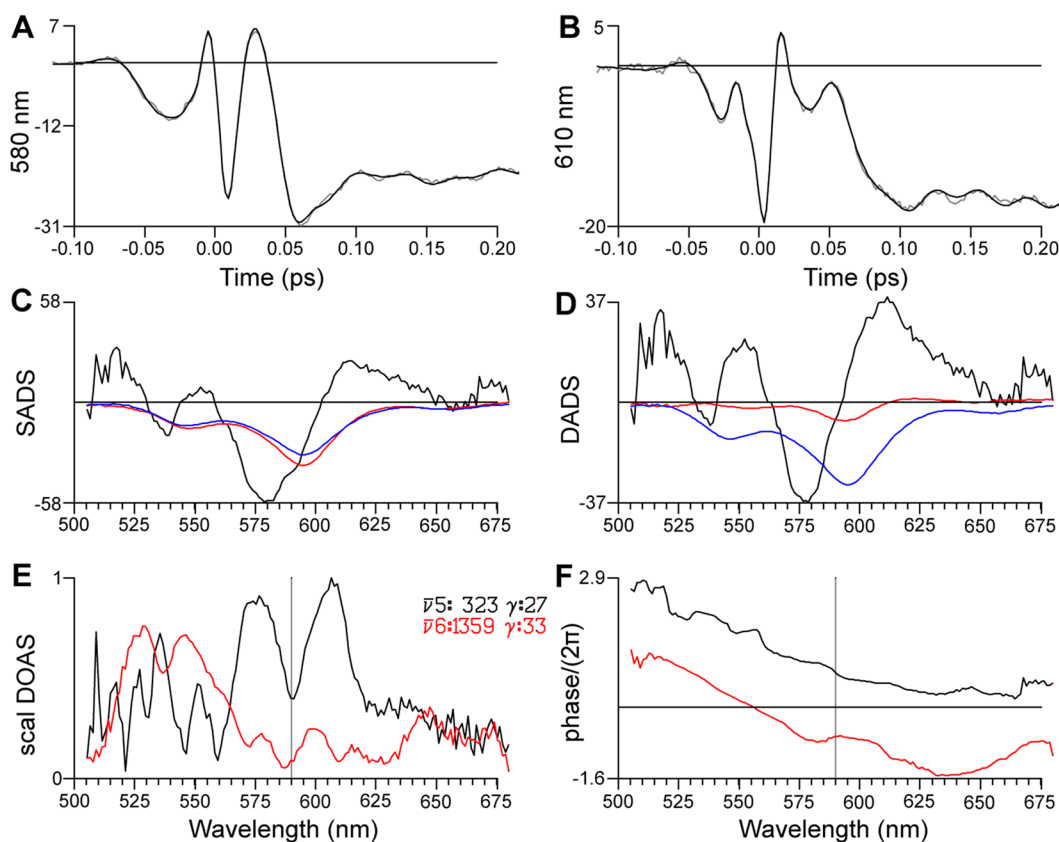 A
7
-12
-31
580 nm
-0.10 -0.05 0.00 0.05 0.10 0.15 0.20
Time (ps)
B
5
-20
610 nm
-0.10 -0.05 0.00 0.05 0.10 0.15 0.20
Time (ps)
C
58
-58
SADS
500 525 550 575 600 625 650 675
D
37
-37
DADS
500 525 550 575 600 625 650 675
E
1
0
scal DOAS
ν̅5: 323 γ:27
ν̅6:1359 γ:33
500 525 550 575 600 625 650 675
Wavelength (nm)
F
2.9
-1.6
phase/(2π)
500 525 550 575 600 625 650 675
Wavelength (nm)